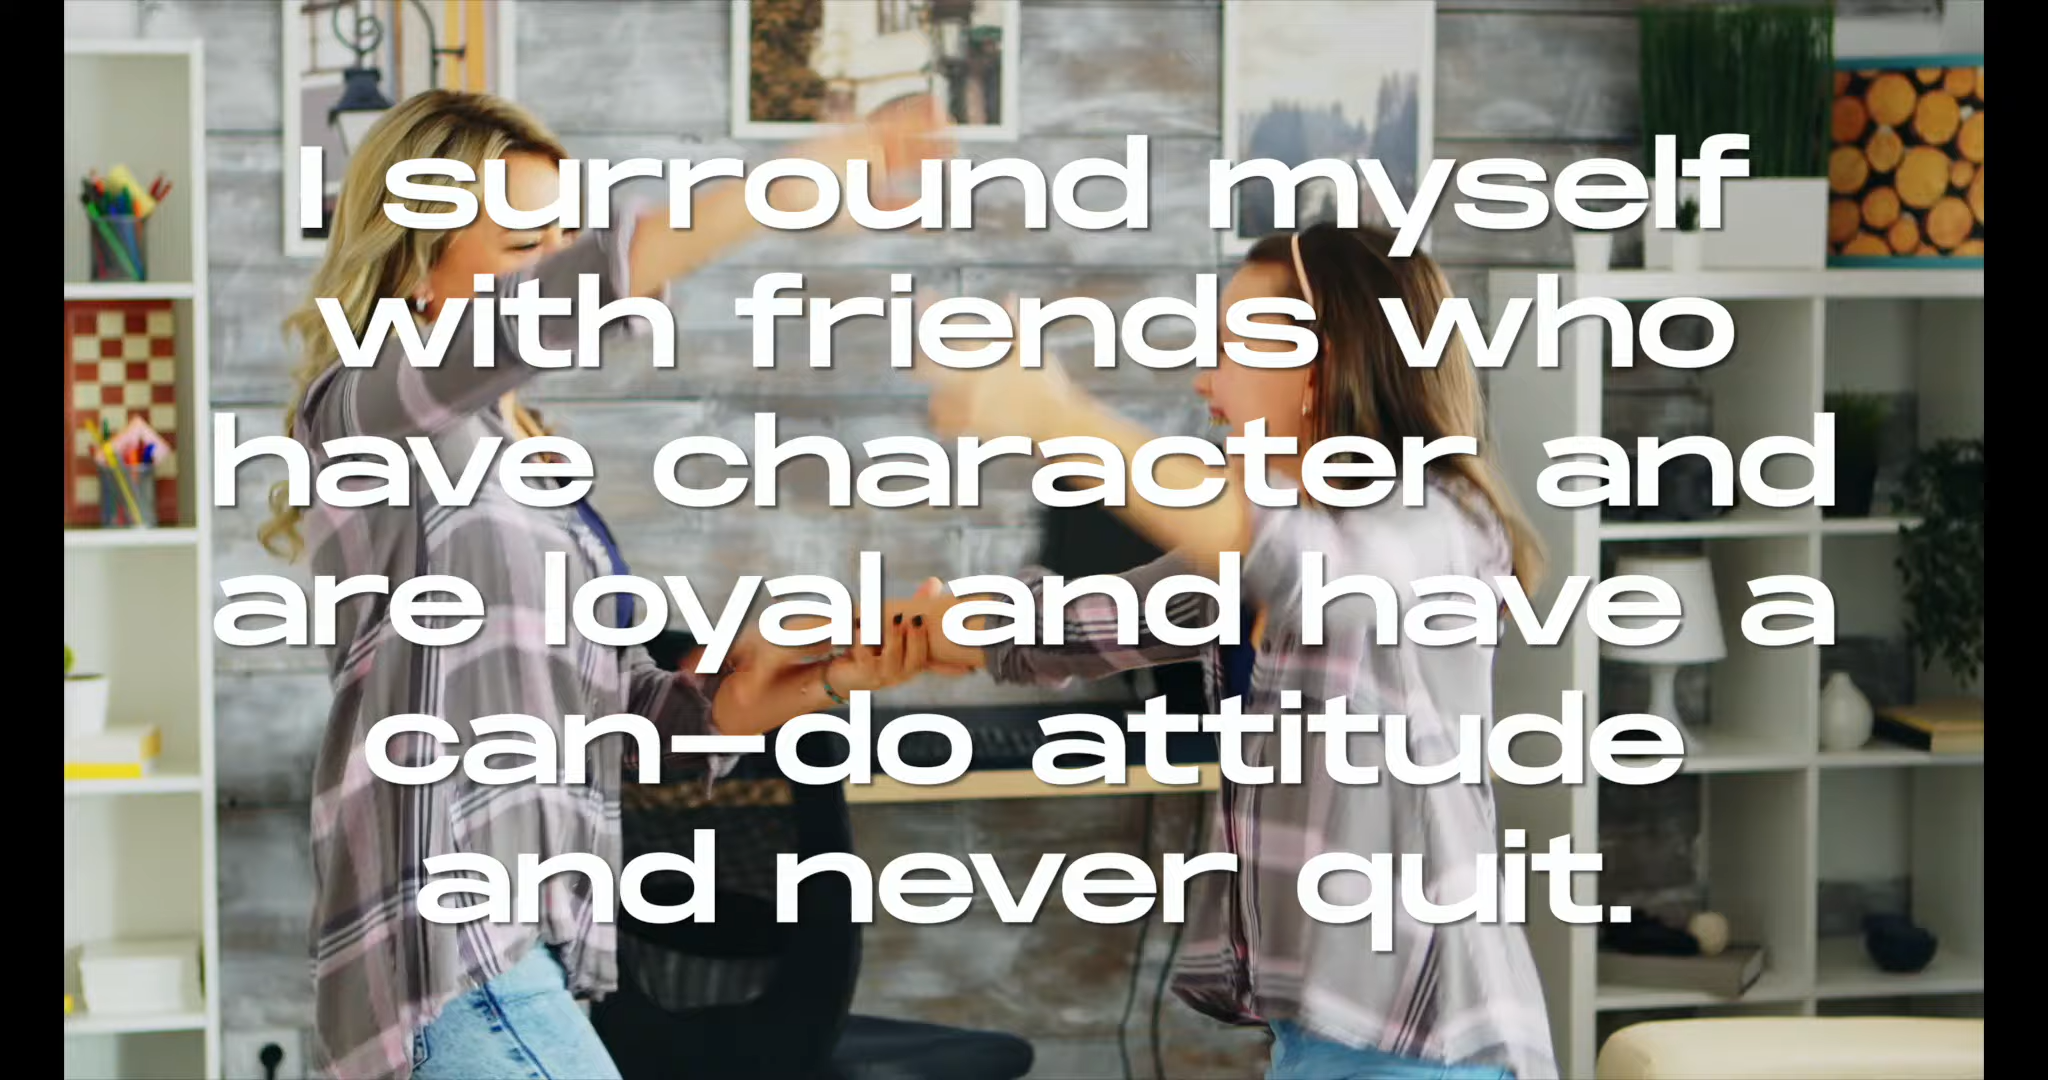 I surround myself
with friends who
have character and
are loyal and have a
can-do attitude
and never quit.